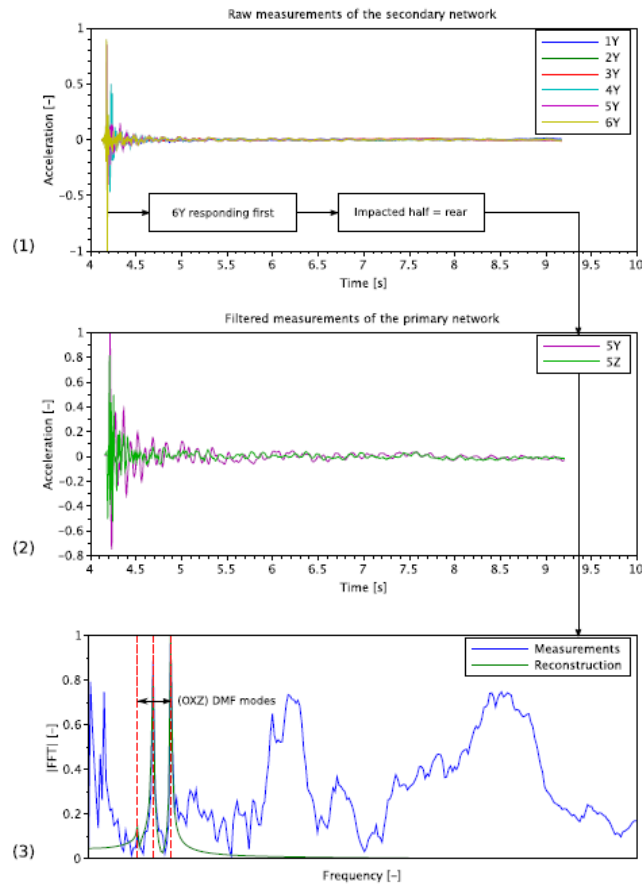 Raw measurements of the secondary network
1
0.5
0
-0.5
-1
Acceleration [-]
1Y
2Y
3Y
4Y
5Y
6Y
6Y responding first
Impacted half = rear
(1)
4 4.5 5 5.5 6 6.5 7 7.5 8 8.5 9 9.5 10
Time [s]
Filtered measurements of the primary network
1
0.8
0.6
0.4
0.2
0
-0.2
-0.4
-0.6
-0.8
Acceleration [-]
5Y
5Z
(2)
4 4.5 5 5.5 6 6.5 7 7.5 8 8.5 9 9.5 10
Time [s]
1
0.8
0.6
0.4
0.2
0
|FFT| [-]
Measurements
Reconstruction
(OXZ) DMF modes
(3)
Frequency [-]